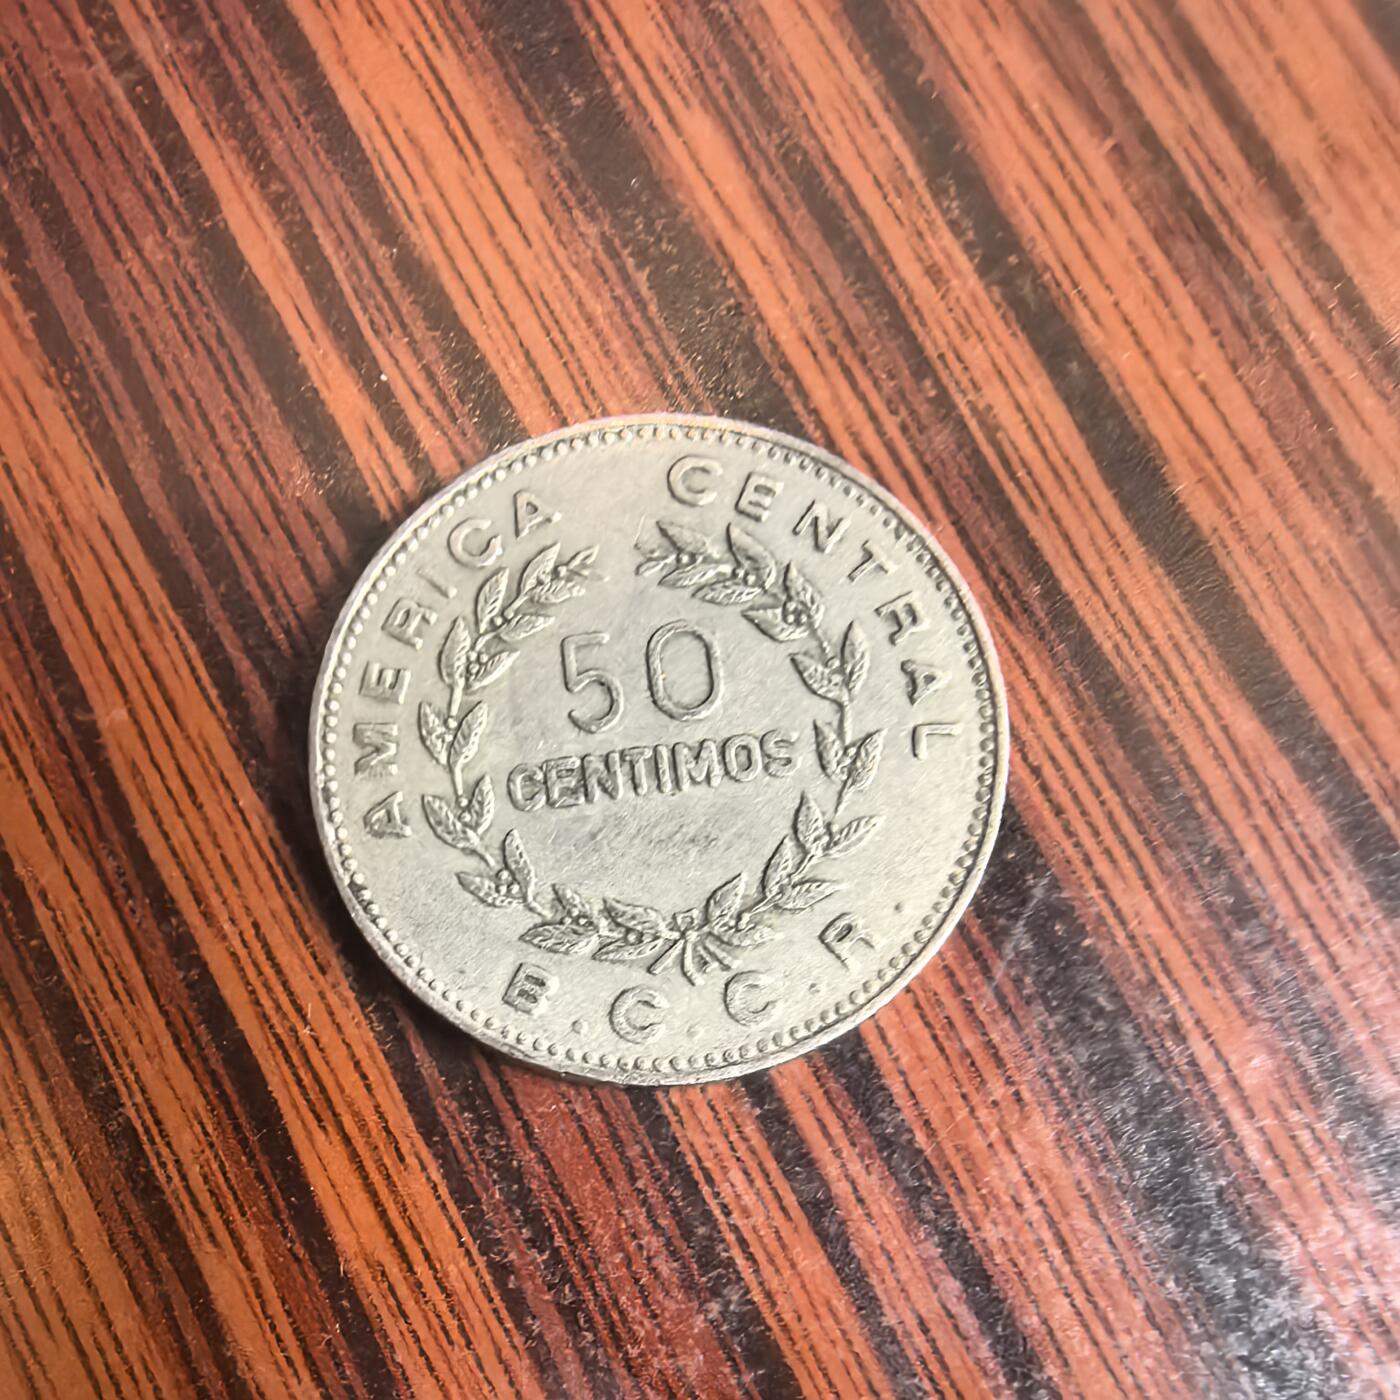 AMERICA CENTRAL
50
CENTIMOS
B.C.C.R.